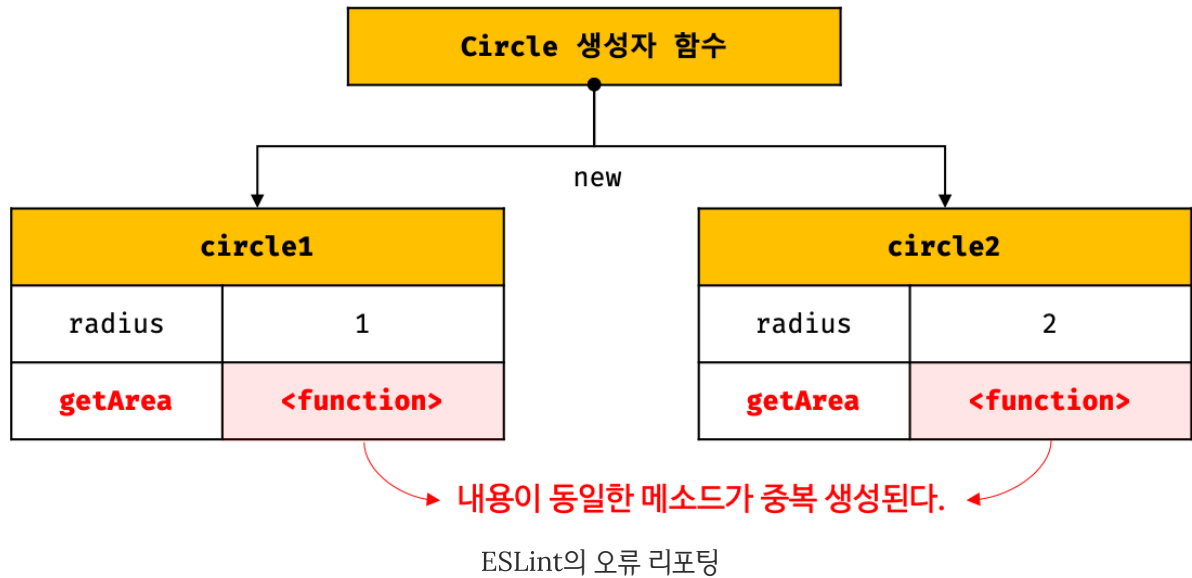 Circle 생성자 함수
new
circle1
radius 1
getArea <function>
circle2
radius 2
getArea <function>
내용이 동일한 메소드가 중복 생성된다.
ESLint의 오류 리포팅